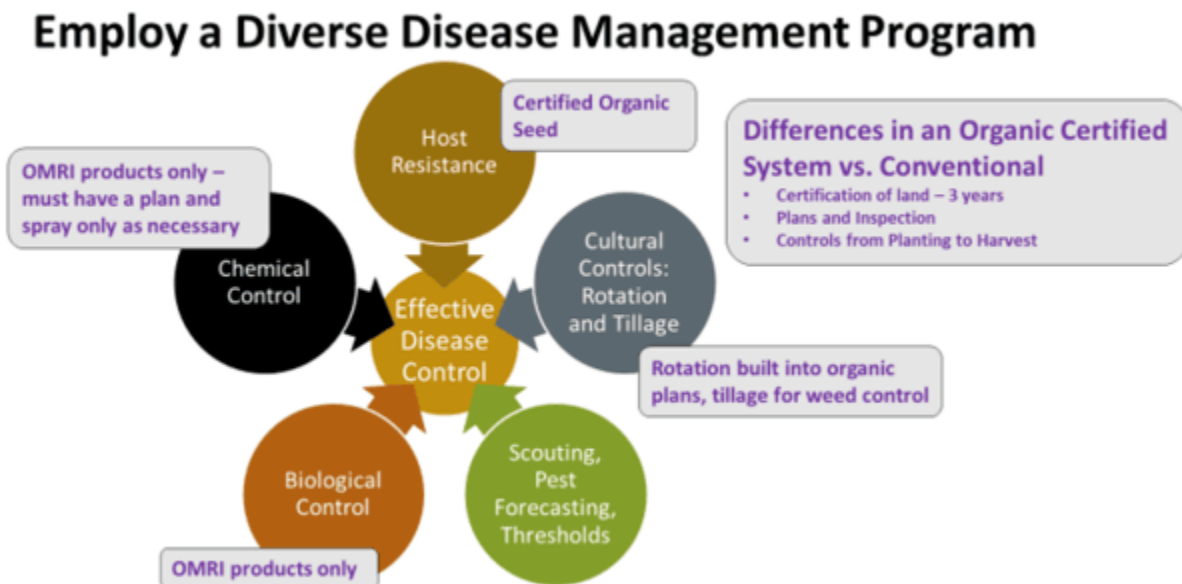 Employ a Diverse Disease Management Program
Certified Organic
Seed
Host
Resistance
Differences in an Organic Certified
System vs. Conventional
• Certification of land – 3 years
• Plans and Inspection
• Controls from Planting to Harvest
OMRI products only –
must have a plan and
spray only as necessary
Chemical
Control
Cultural
Controls:
Rotation
and Tillage
Effective
Disease
Control
Rotation built into organic
plans, tillage for weed control
Biological
Control
Scouting,
Pest
Forecasting,
Thresholds
OMRI products only